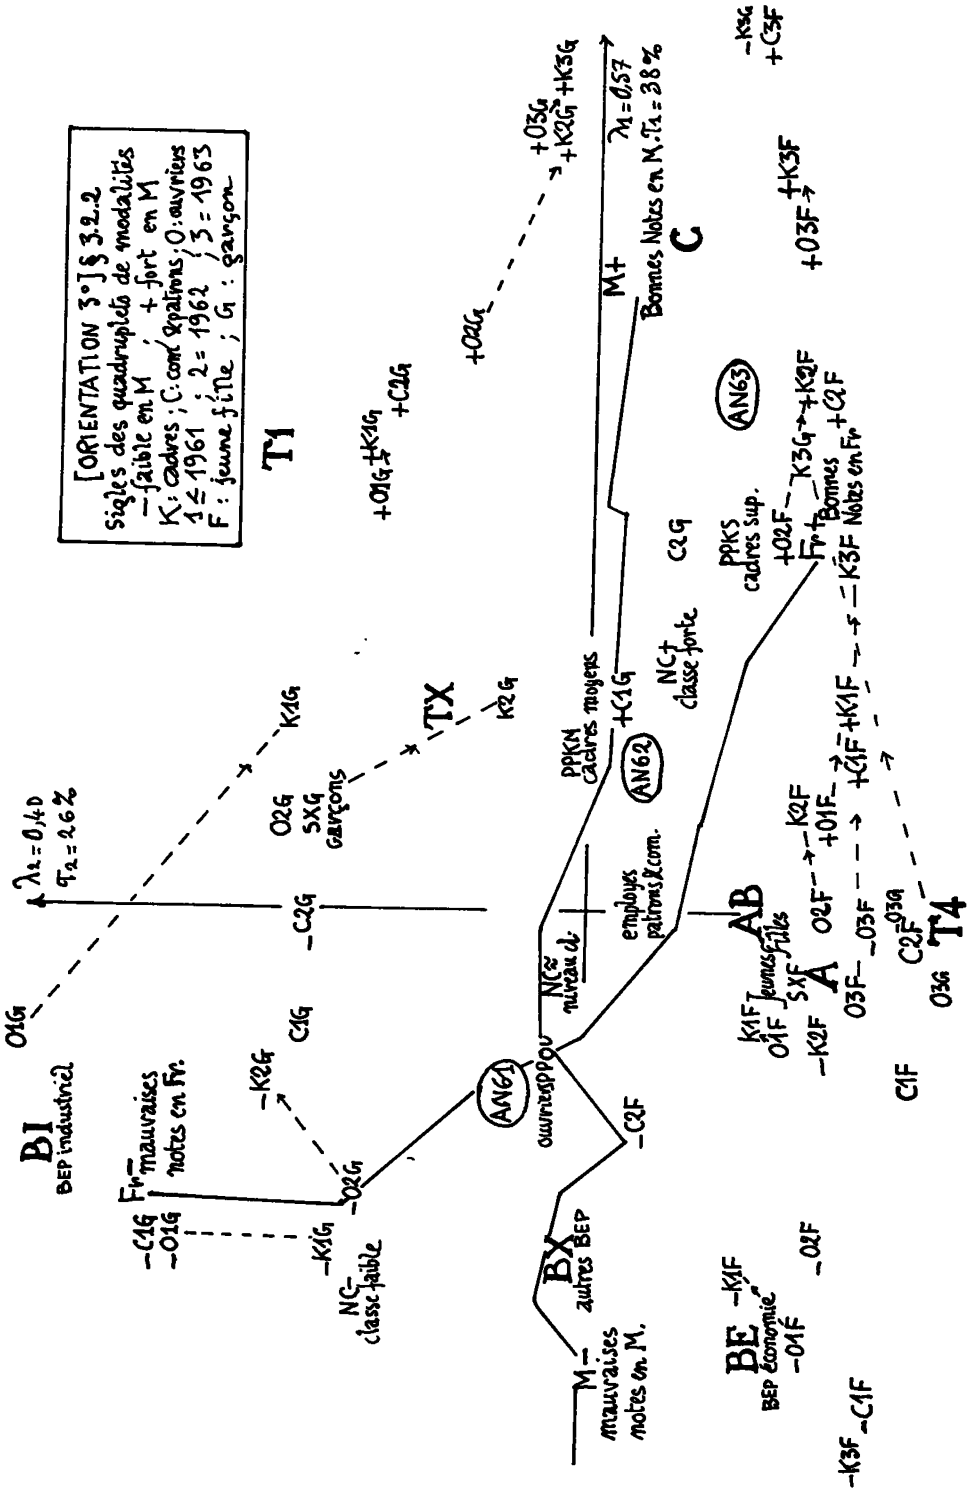 [ORIENTATION 3°] § 3.2.2
Sigles des quadruplets de modalités
− faible en M ; + fort en M
K: cadres ; C: com & patrons ; O: ouvriers
1 ≤ 1961 ; 2 = 1962 ; 3 = 1963
F : jeune fille ; G : garçon
λ2 = 0,40
τ2 = 26%
O1G
BI
BEP industriel
Fr−
mauvaises
notes en Fr.
−C1G
−O1G
−K2G
C1G
−C2G
K1G
O2G
SXG
Garçons
TX
K2G
T1
+O1G
+K1G
+C2G
+O2G
+O3G
+K2G
+K3G
−K1G
−O2G
NC−
classe faible
AN61
ouvriers PPOU
NC≈
niveau cl.
employes
patrons & com.
PPKM
cadres moyens
+C1G
AN62
NC+
classe forte
C2G
M+
Bonnes Notes en M.
τ1 = 38%
λ1 = 0,57
C
BX
autres BEP
M−
mauvaises
notes en M.
−C2F
PPKS
cadres Sup.
AN63
−K3G
+C3F
+O2F
K3G
+K2F
Fr+
Bonnes
Notes en Fr
+C2F
+O3F
+K3F
BE
BEP économie
−K1F
−O1F
−O2F
−K3F
−C1F
K1F
O1F
Jeunes filles
SXF
AB
A
−K2F
O2F
K2F
+O1F
O3F
−O3F
+C1F
+K1F
K3F
C1F
C2F
−O3G
O3G
T4